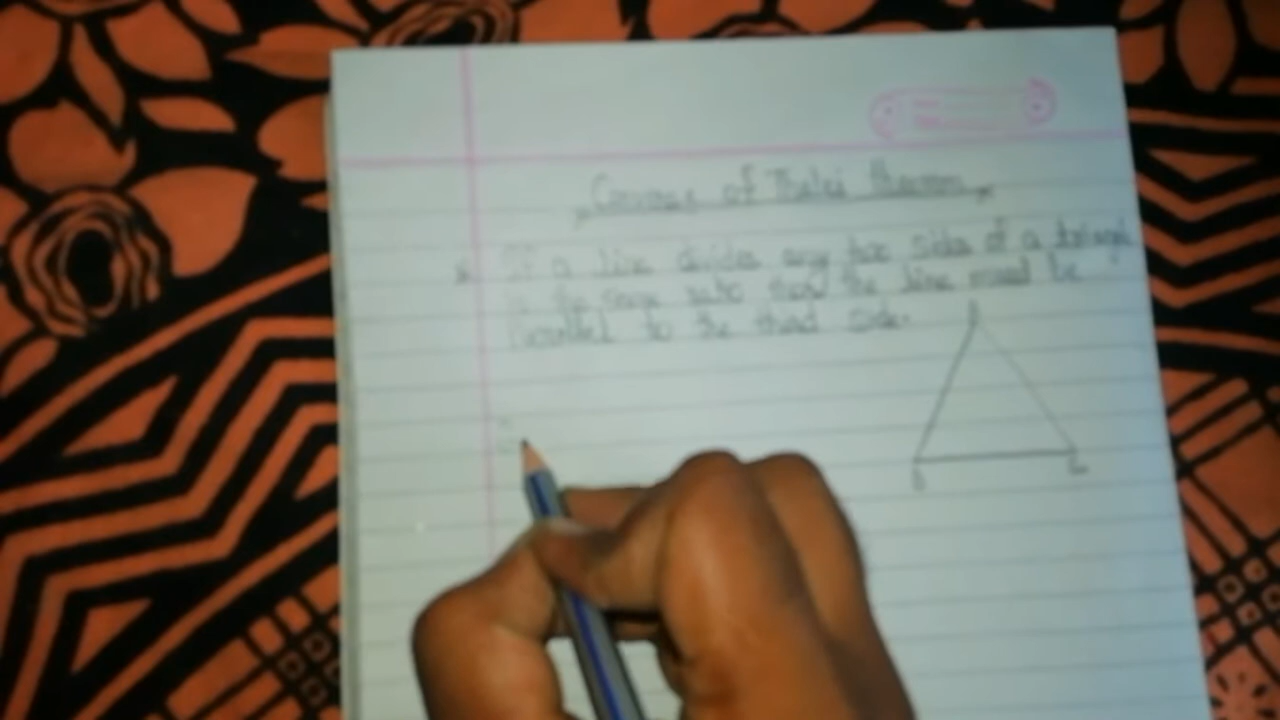 of Thales theorem
If a line divides any two sides of a triangle
in the same ratio then the line must be
Parallel to the third side.